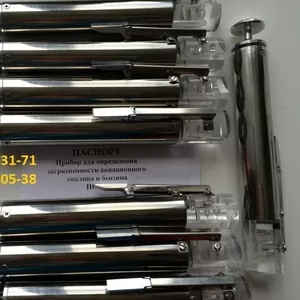 31-71
05-38
ПАСПОРТ
Прибор для определения
загрязненности авиационного
топлива и бензина